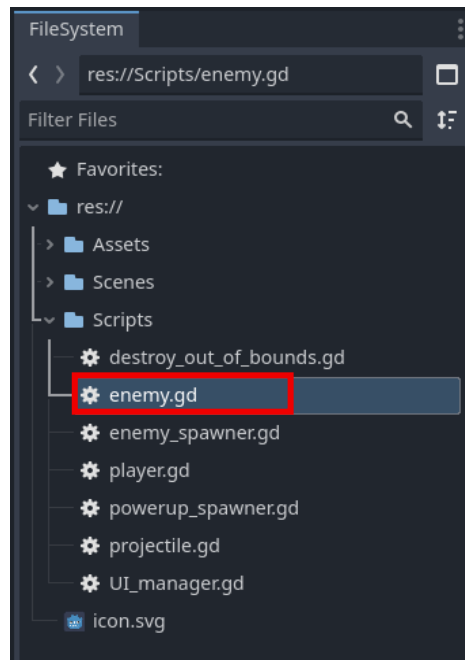 FileSystem
res://Scripts/enemy.gd
Filter Files
Favorites:
res://
Assets
Scenes
Scripts
destroy_out_of_bounds.gd
enemy.gd
enemy_spawner.gd
player.gd
powerup_spawner.gd
projectile.gd
UI_manager.gd
icon.svg